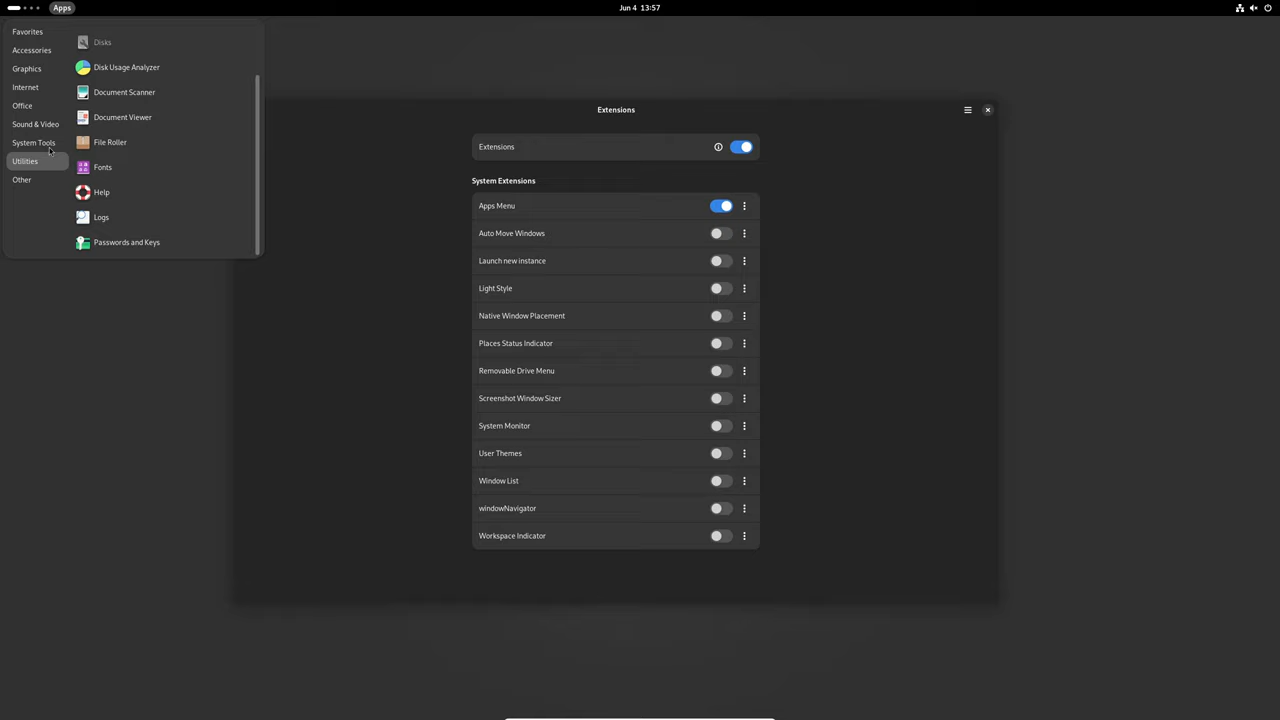 Apps
Jun 4 13:57
Favorites
Accessories
Graphics
Internet
Office
Sound & Video
System Tools
Utilities
Other
Disks
Disk Usage Analyzer
Document Scanner
Document Viewer
File Roller
Fonts
Help
Logs
Passwords and Keys
Extensions
Extensions
System Extensions
Apps Menu
Auto Move Windows
Launch new instance
Light Style
Native Window Placement
Places Status Indicator
Removable Drive Menu
Screenshot Window Sizer
System Monitor
User Themes
Window List
windowNavigator
Workspace Indicator